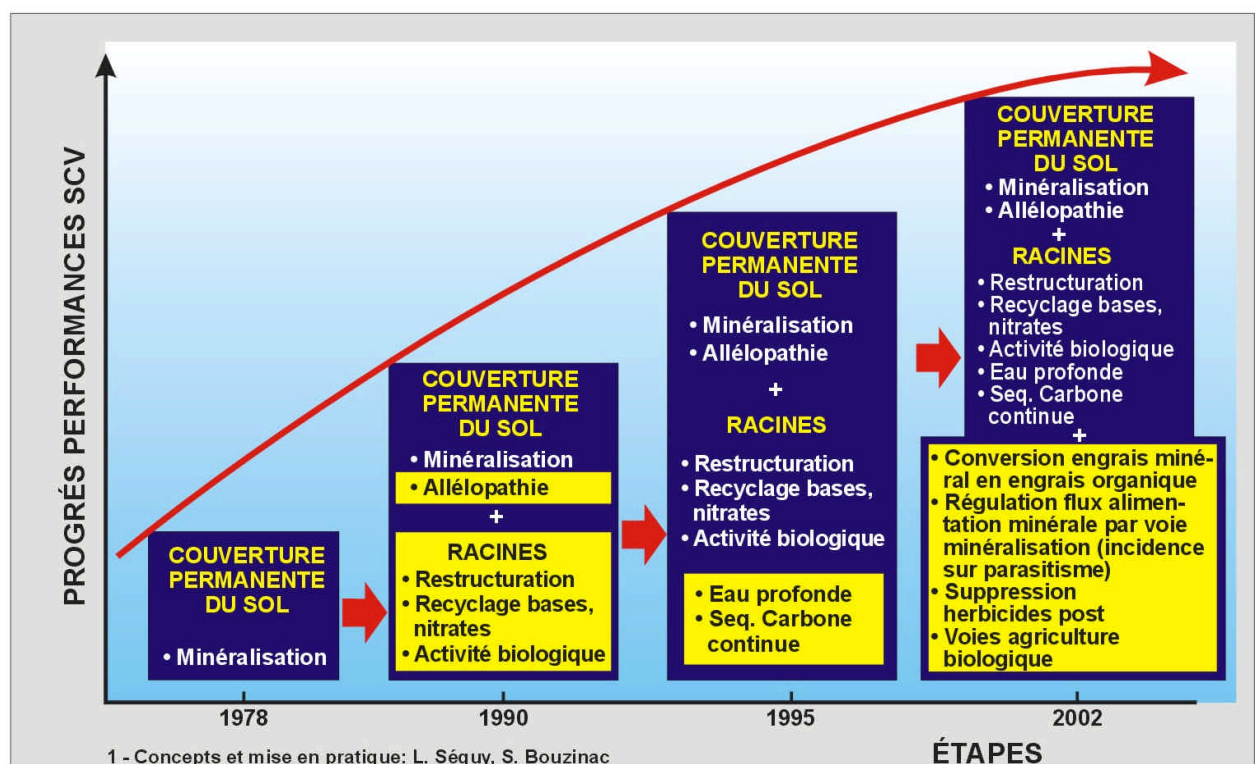 PROGRÉS PERFORMANCES SCV
COUVERTURE
PERMANENTE
DU SOL
• Minéralisation
COUVERTURE
PERMANENTE
DU SOL
• Minéralisation
• Allélopathie
+
RACINES
• Restructuration
• Recyclage bases,
nitrates
• Activité biologique
COUVERTURE
PERMANENTE
DU SOL
• Minéralisation
• Allélopathie
+
RACINES
• Restructuration
• Recyclage bases,
nitrates
• Activité biologique
• Eau profonde
• Seq. Carbone
continue
COUVERTURE
PERMANENTE
DU SOL
• Minéralisation
• Allélopathie
+
RACINES
• Restructuration
• Recyclage bases,
nitrates
• Activité biologique
• Eau profonde
• Seq. Carbone
continue
+
• Conversion engrais miné-
ral en engrais organique
• Régulation flux alimen-
tation minérale par voie
minéralisation (incidence
sur parasitisme)
• Suppression
herbicides post
• Voies agriculture
biologique
1978
1990
1995
2002
1 - Concepts et mise en pratique: L. Séguy, S. Bouzinac
ÉTAPES